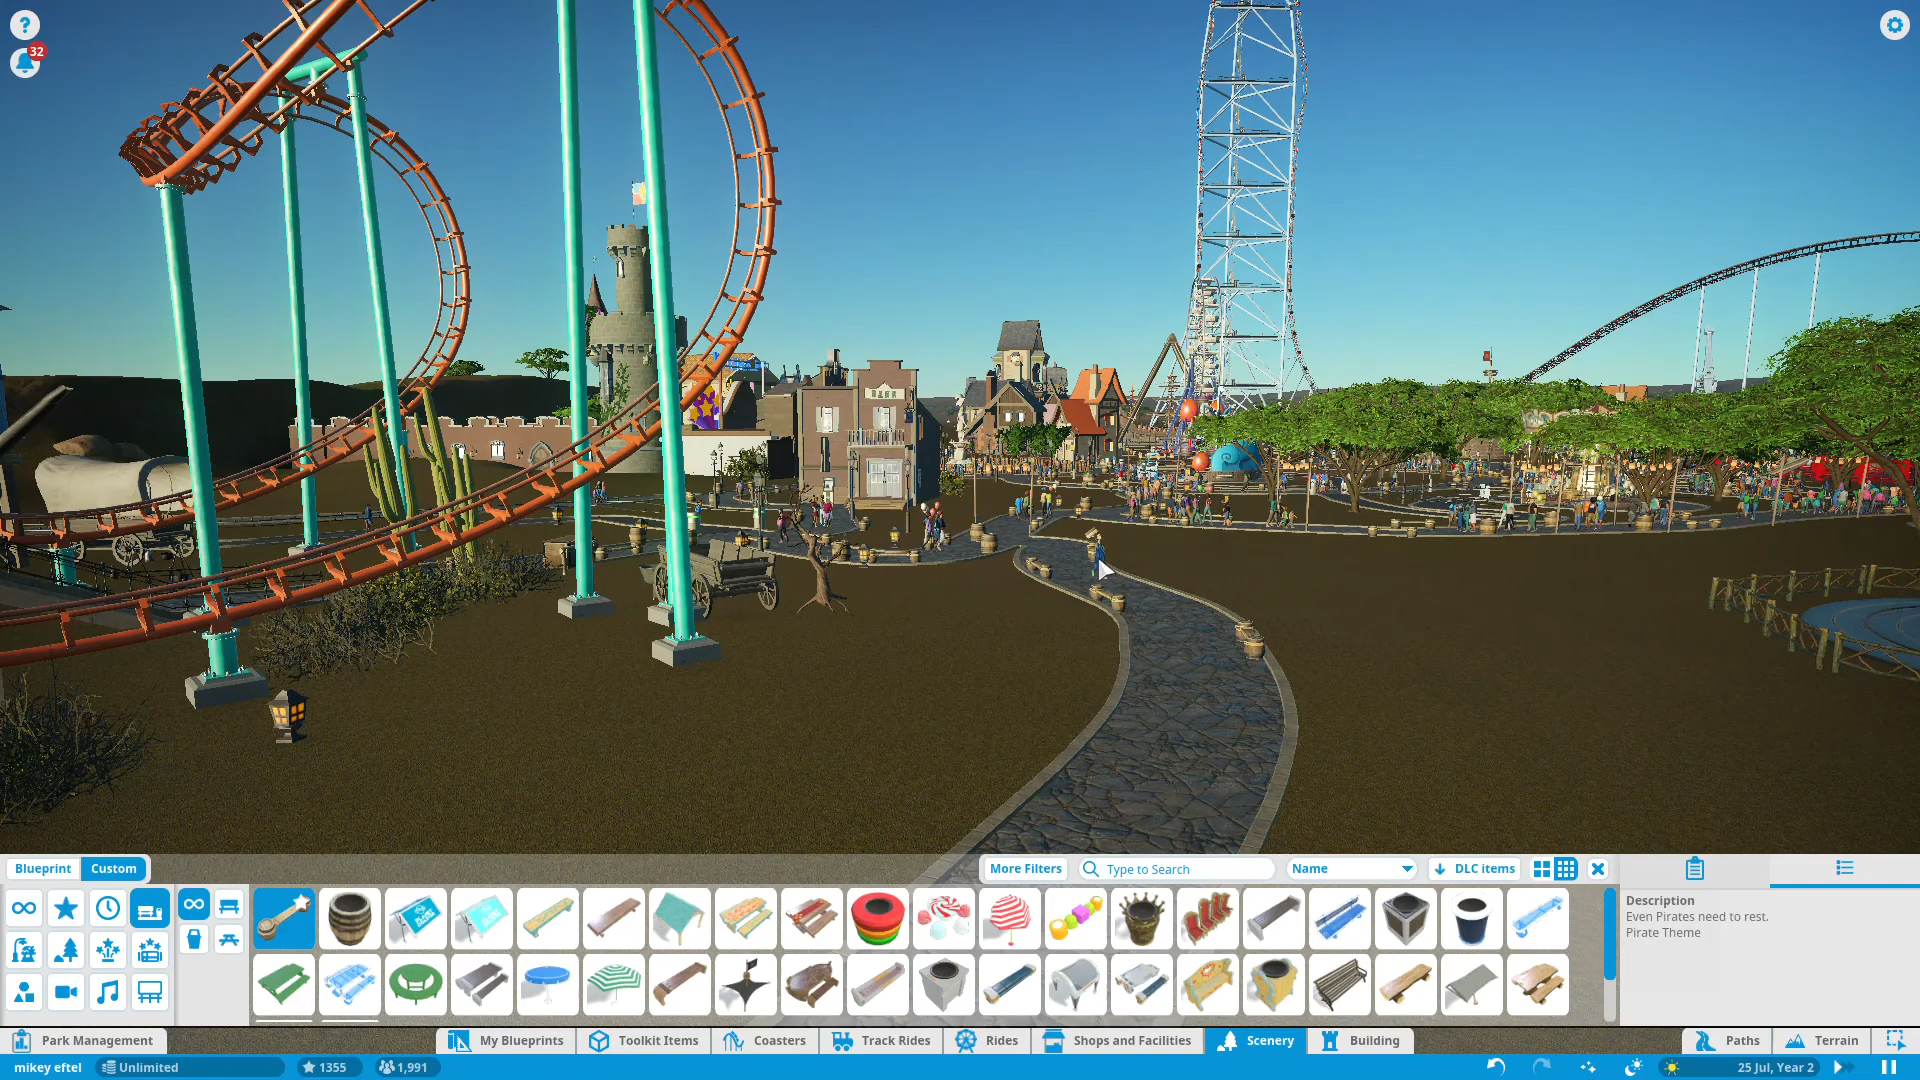 ?
32
BANK
Blueprint
Custom
More Filters
Type to Search
Name
DLC items
Description
Even Pirates need to rest.
Pirate Theme
Park Management
My Blueprints
Toolkit Items
Coasters
Track Rides
Rides
Shops and Facilities
Scenery
Building
Paths
Terrain
mikey eftel
Unlimited
1355
1,991
25 Jul, Year 2